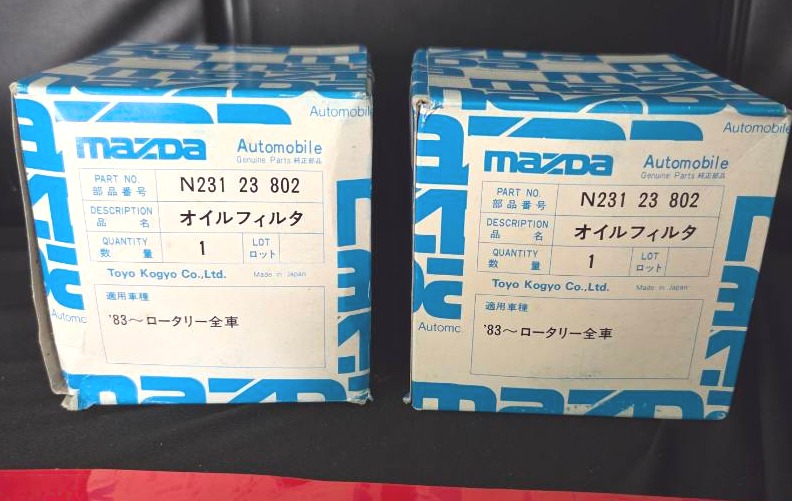 Automobile
mazda Automobile
Genuine Parts 純正部品
PART NO. N231 23 802
部品番号
DESCRIPTION オイルフィルタ
品名
QUANTITY 1 LOT
数量 ロット
Toyo Kogyo Co.,Ltd. Made in Japan
適用車種
'83～ロータリー全車
Automobile
mazda Automobile
Genuine Parts 純正部品
PART NO. N231 23 802
部品番号
DESCRIPTION オイルフィルタ
品名
QUANTITY 1 LOT
数量 ロット
Toyo Kogyo Co.,Ltd. Made in Japan
適用車種
'83～ロータリー全車